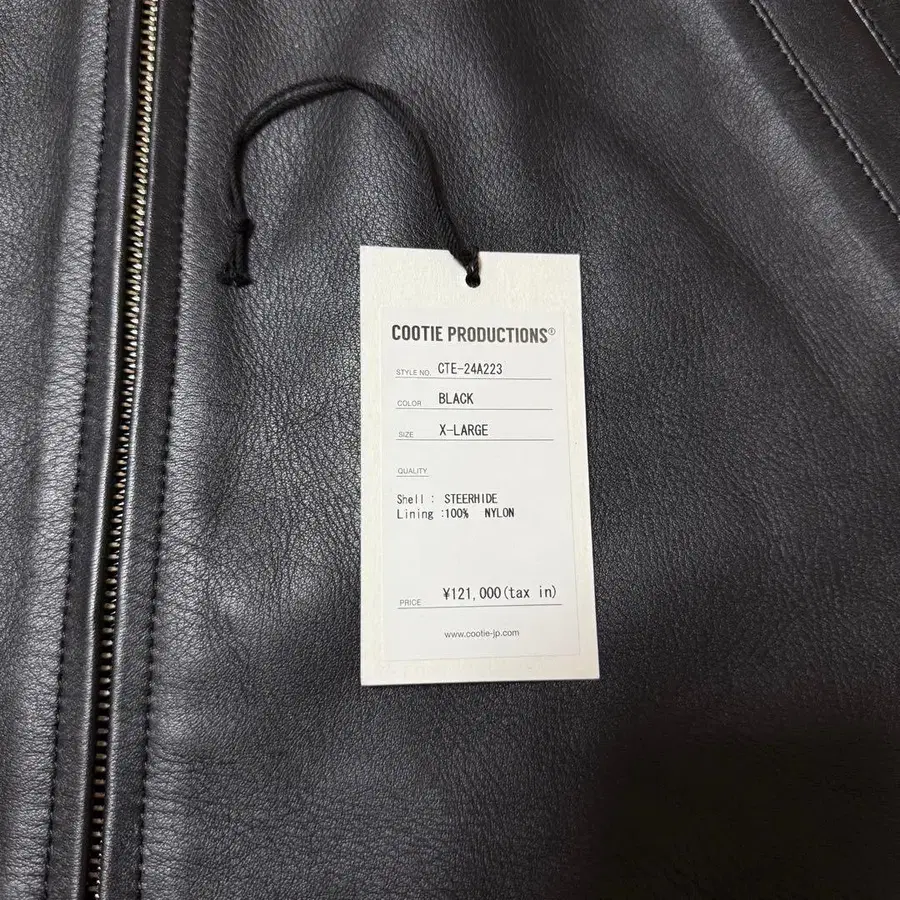 COOTIE PRODUCTIONS®
STYLE NO. CTE-24A223
COLOR BLACK
SIZE X-LARGE
QUALITY
Shell : STEERHIDE
Lining :100% NYLON
PRICE ¥121,000(tax in)
www.cootie-jp.com